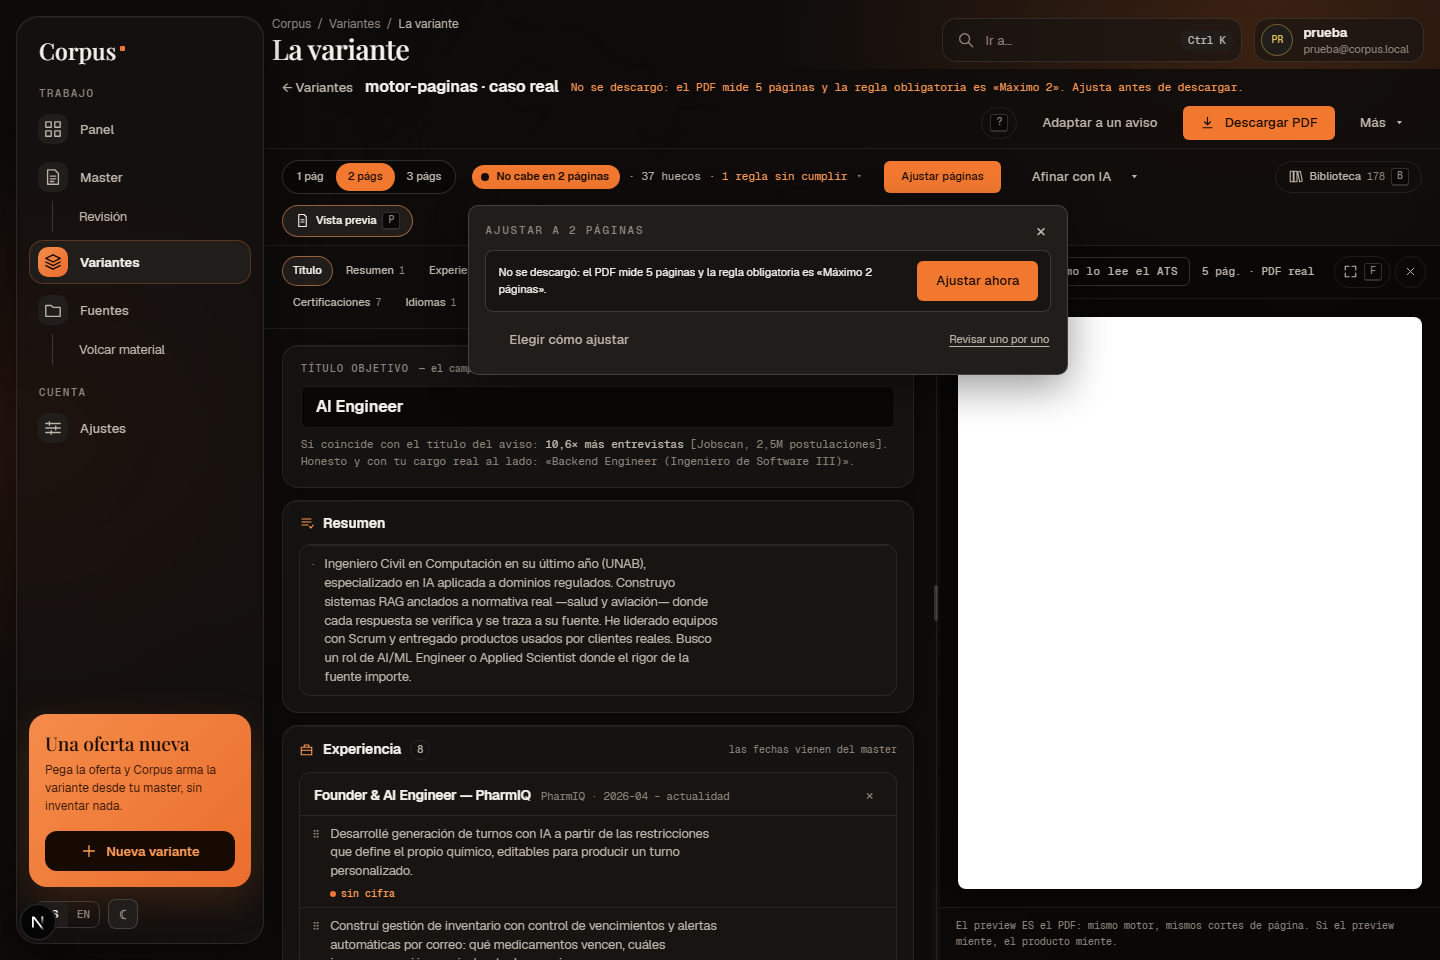 Corpus
TRABAJO
Panel
Master
Revisión
Variantes
Fuentes
Volcar material
CUENTA
Ajustes
Una oferta nueva
Pega la oferta y Corpus arma la
variante desde tu master, sin
inventar nada.
Nueva variante
EN
Corpus / Variantes / La variante
La variante
Ir a…
Ctrl K
PR
prueba
prueba@corpus.local
← Variantes
motor-paginas · caso real
No se descargó: el PDF mide 5 páginas y la regla obligatoria es «Máximo 2». Ajusta antes de descargar.
?
Adaptar a un aviso
Descargar PDF
Más
1 pág
2 págs
3 págs
No cabe en 2 páginas
· 37 huecos · 1 regla sin cumplir
Ajustar páginas
Afinar con IA
Biblioteca 178 B
Vista previa P
AJUSTAR A 2 PÁGINAS
×
No se descargó: el PDF mide 5 páginas y la regla obligatoria es «Máximo 2
páginas».
Ajustar ahora
Elegir cómo ajustar
Revisar uno por uno
Título
Resumen 1
Certificaciones 7
Idiomas 1
lo lee el ATS
5 pág. · PDF real
F
×
TÍTULO OBJETIVO — el
AI Engineer
Si coincide con el título del aviso: 10,6× más entrevistas [Jobscan, 2,5M postulaciones].
Honesto y con tu cargo real al lado: «Backend Engineer (Ingeniero de Software III)».
Resumen
Ingeniero Civil en Computación en su último año (UNAB),
especializado en IA aplicada a dominios regulados. Construyo
sistemas RAG anclados a normativa real —salud y aviación— donde
cada respuesta se verifica y se traza a su fuente. He liderado equipos
con Scrum y entregado productos usados por clientes reales. Busco
un rol de AI/ML Engineer o Applied Scientist donde el rigor de la
fuente importe.
Experiencia 8
las fechas vienen del master
Founder & AI Engineer — PharmIQ
PharmIQ · 2026-04 – actualidad
×
Desarrollé generación de turnos con IA a partir de las restricciones
que define el propio químico, editables para producir un turno
personalizado.
sin cifra
Construí gestión de inventario con control de vencimientos y alertas
automáticas por correo: qué medicamentos vencen, cuáles
El preview ES el PDF: mismo motor, mismos cortes de página. Si el preview
miente, el producto miente.